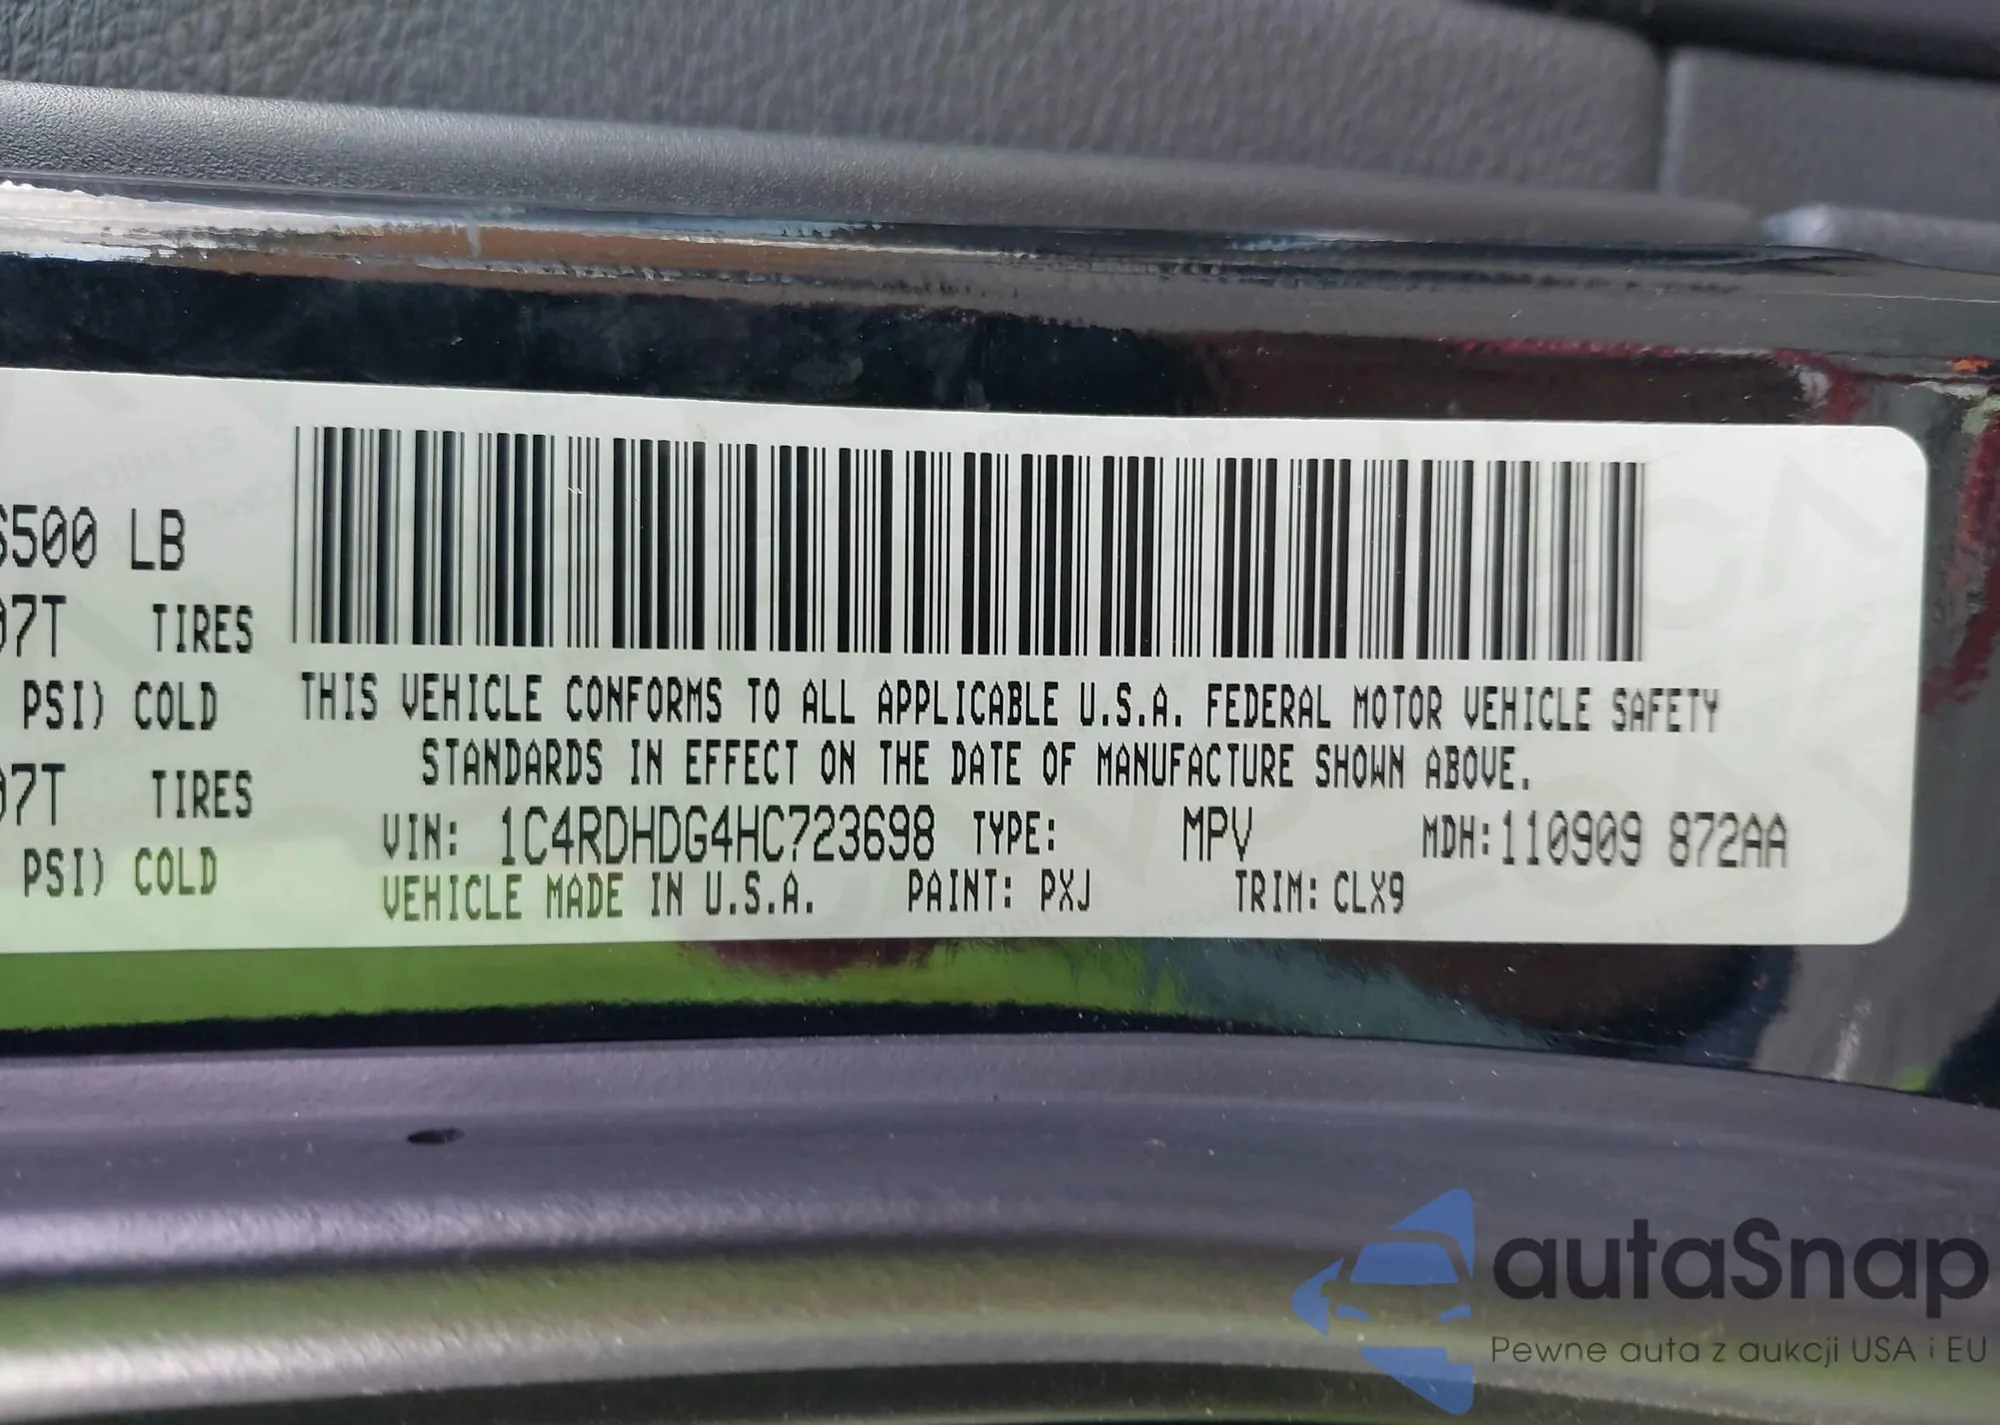 6500 LB
07T TIRES
PSI) COLD
07T TIRES
PSI) COLD
THIS VEHICLE CONFORMS TO ALL APPLICABLE U.S.A. FEDERAL MOTOR VEHICLE SAFETY
STANDARDS IN EFFECT ON THE DATE OF MANUFACTURE SHOWN ABOVE.
VIN: 1C4RDHDG4HC723698 TYPE: MPV MDH:110909 872AA
VEHICLE MADE IN U.S.A. PAINT: PXJ TRIM: CLX9
autaSnap
Pewne auta z aukcji USA i EU